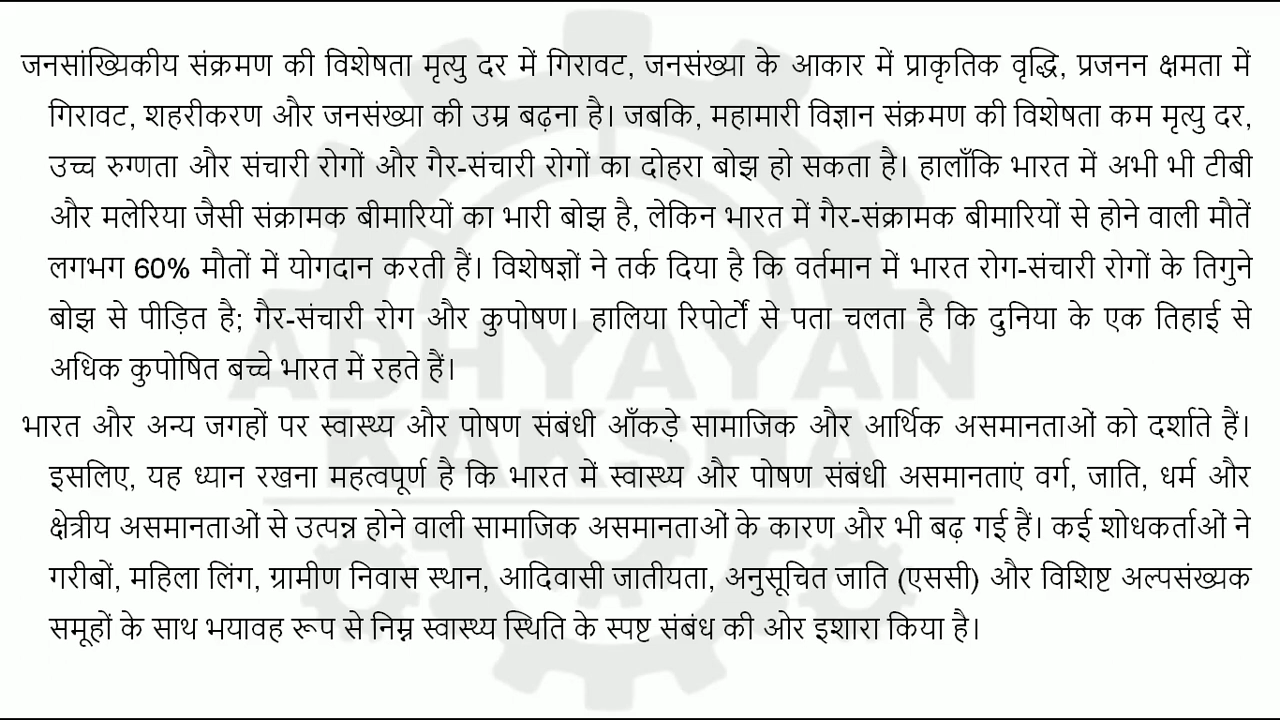 जनसांख्यिकीय संक्रमण की विशेषता मृत्यु दर में गिरावट, जनसंख्या के आकार में प्राकृतिक वृद्धि, प्रजनन क्षमता में
गिरावट, शहरीकरण और जनसंख्या की उम्र बढ़ना है। जबकि, महामारी विज्ञान संक्रमण की विशेषता कम मृत्यु दर,
उच्च रुग्णता और संचारी रोगों और गैर-संचारी रोगों का दोहरा बोझ हो सकता है। हालाँकि भारत में अभी भी टीबी
और मलेरिया जैसी संक्रामक बीमारियों का भारी बोझ है, लेकिन भारत में गैर-संक्रामक बीमारियों से होने वाली मौतें
लगभग 60% मौतों में योगदान करती हैं। विशेषज्ञों ने तर्क दिया है कि वर्तमान में भारत रोग-संचारी रोगों के तिगुने
बोझ से पीड़ित है; गैर-संचारी रोग और कुपोषण। हालिया रिपोर्टों से पता चलता है कि दुनिया के एक तिहाई से
अधिक कुपोषित बच्चे भारत में रहते हैं।
भारत और अन्य जगहों पर स्वास्थ्य और पोषण संबंधी आँकड़े सामाजिक और आर्थिक असमानताओं को दर्शाते हैं।
इसलिए, यह ध्यान रखना महत्वपूर्ण है कि भारत में स्वास्थ्य और पोषण संबंधी असमानताएं वर्ग, जाति, धर्म और
क्षेत्रीय असमानताओं से उत्पन्न होने वाली सामाजिक असमानताओं के कारण और भी बढ़ गई हैं। कई शोधकर्ताओं ने
गरीबों, महिला लिंग, ग्रामीण निवास स्थान, आदिवासी जातीयता, अनुसूचित जाति (एससी) और विशिष्ट अल्पसंख्यक
समूहों के साथ भयावह रूप से निम्न स्वास्थ्य स्थिति के स्पष्ट संबंध की ओर इशारा किया है।
ADHYAYAN
KAKSHA